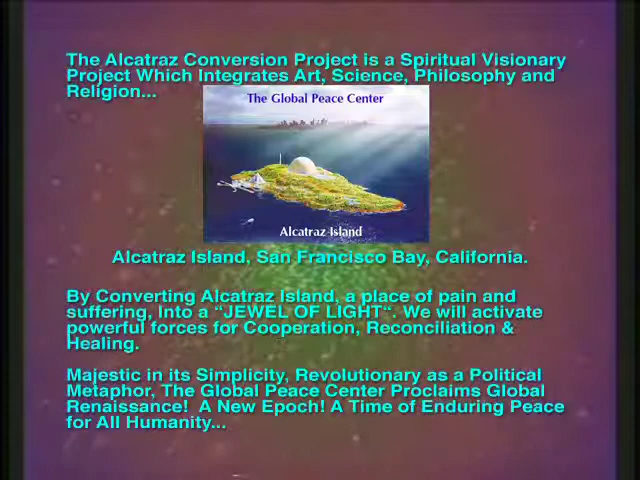 The Alcatraz Conversion Project is a Spiritual Visionary
Project Which Integrates Art, Science, Philosophy and
Religion...
The Global Peace Center
Alcatraz Island
Alcatraz Island, San Francisco Bay, California.
By Converting Alcatraz Island, a place of pain and
suffering, Into a “JEWEL OF LIGHT“. We will activate
powerful forces for Cooperation, Reconciliation &
Healing.
Majestic in its Simplicity, Revolutionary as a Political
Metaphor, The Global Peace Center Proclaims Global
Renaissance! A New Epoch! A Time of Enduring Peace
for All Humanity...